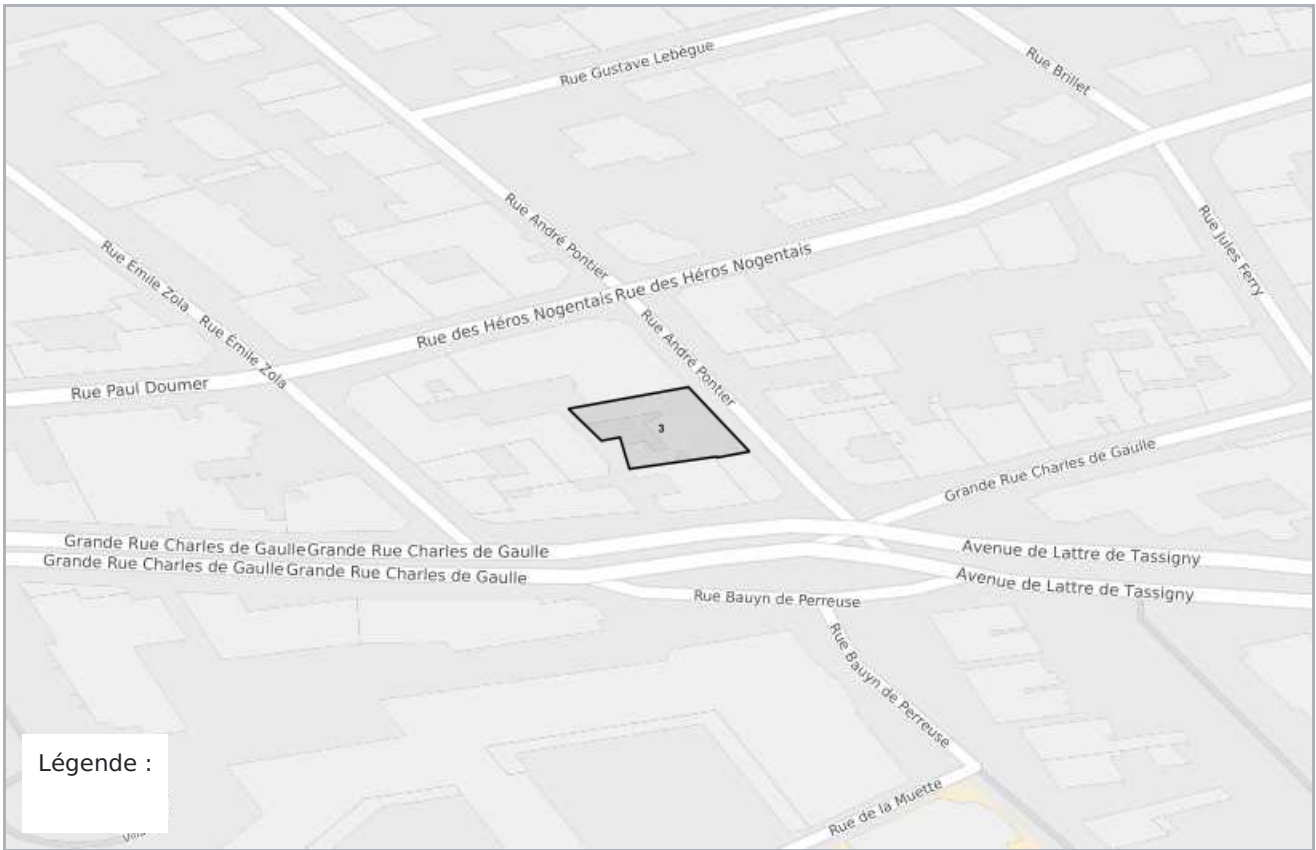 Rue Gustave Lebègue
Rue Brillet
Rue André Pontier
Rue Jules Ferry
Rue Émile Zola
Rue Émile Zola
Rue des Héros Nogentais
Rue des Héros Nogentais
Rue André Pontier
Rue Paul Doumer
3
Grande Rue Charles de Gaulle
Grande Rue Charles de Gaulle
Grande Rue Charles de Gaulle
Avenue de Lattre de Tassigny
Grande Rue Charles de Gaulle
Grande Rue Charles de Gaulle
Avenue de Lattre de Tassigny
Rue Bauyn de Perreuse
Rue Bauyn de Perreuse
Légende :
Rue de la Muette